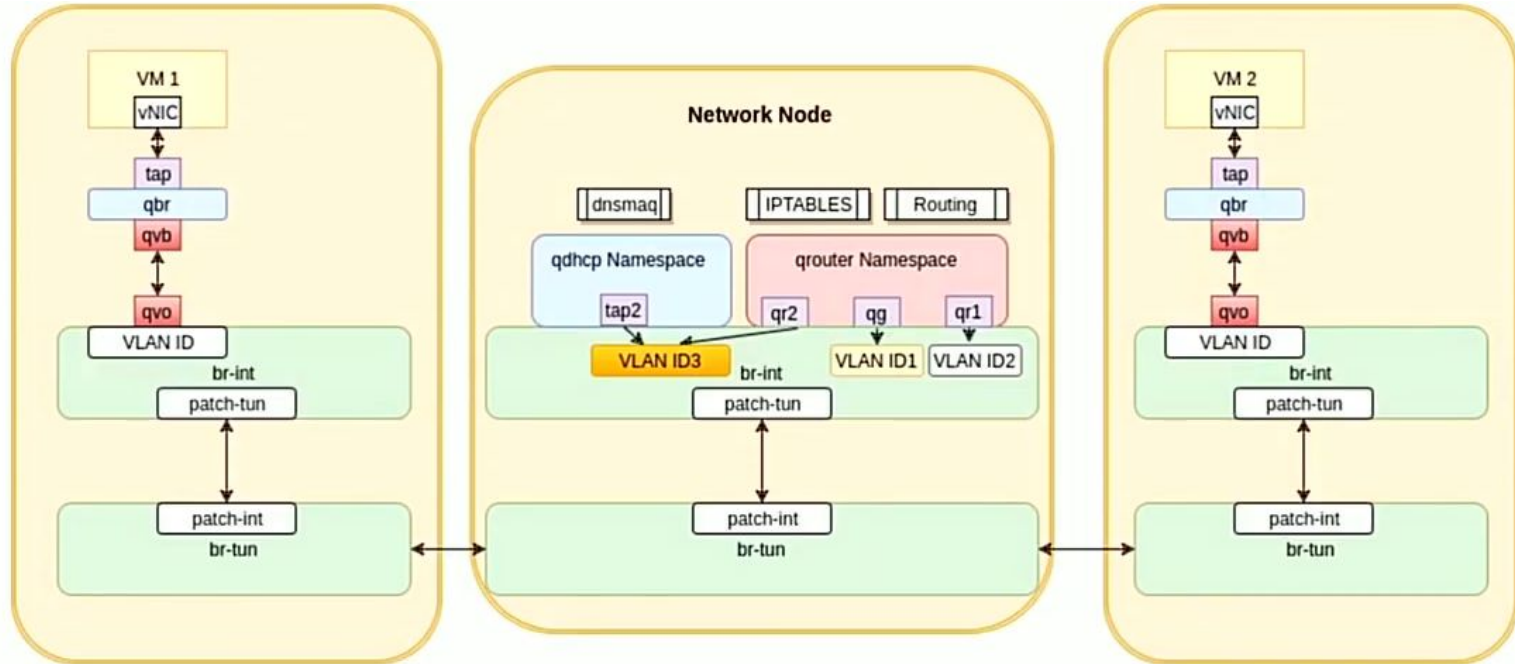 VM 1
vNIC
tap
qbr
qvb
qvo
VLAN ID
br-int
patch-tun
patch-int
br-tun
Network Node
dnsmaq
IPTABLES
Routing
qdhcp Namespace
qrouter Namespace
tap2
qr2
qg
qr1
VLAN ID3
VLAN ID1
VLAN ID2
br-int
patch-tun
patch-int
br-tun
VM 2
vNIC
tap
qbr
qvb
qvo
VLAN ID
br-int
patch-tun
patch-int
br-tun